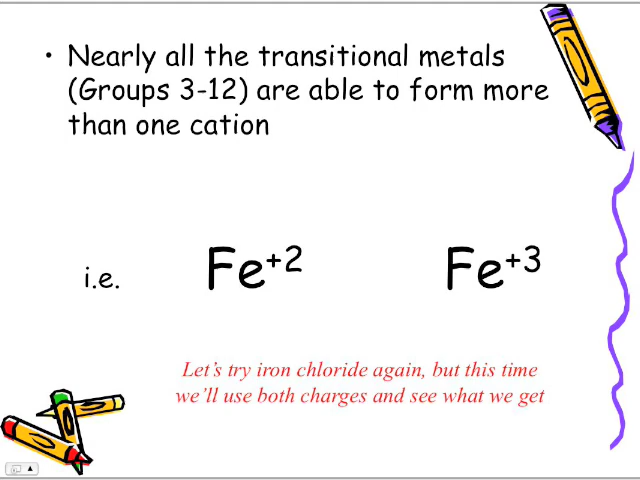 • Nearly all the transitional metals
(Groups 3-12) are able to form more
than one cation
i.e. Fe+2 Fe+3
Let's try iron chloride again, but this time
we'll use both charges and see what we get